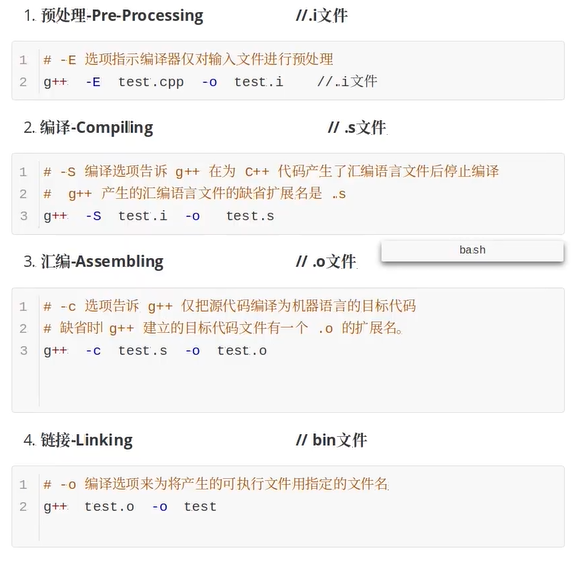 1. 预处理-Pre-Processing //.i文件
1 # -E 选项指示编译器仅对输入文件进行预处理
2 g++ -E test.cpp -o test.i //.i文件
2. 编译-Compiling // .s文件
1 # -S 编译选项告诉 g++ 在为 C++ 代码产生了汇编语言文件后停止编译
2 # g++ 产生的汇编语言文件的缺省扩展名是 .s
3 g++ -S test.i -o test.s
bash
3. 汇编-Assembling // .o文件
1 # -c 选项告诉 g++ 仅把源代码编译为机器语言的目标代码
2 # 缺省时 g++ 建立的目标代码文件有一个 .o 的扩展名。
3 g++ -c test.s -o test.o
4. 链接-Linking // bin文件
1 # -o 编译选项来为将产生的可执行文件用指定的文件名
2 g++ test.o -o test